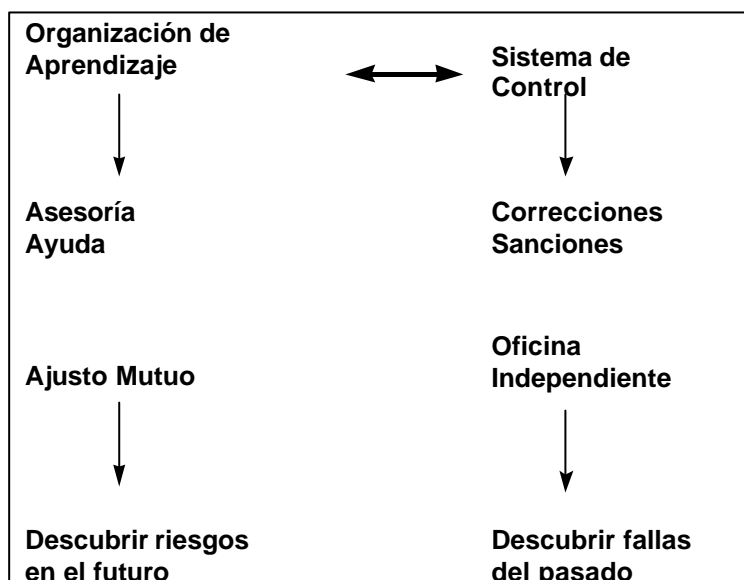 Organización de
Aprendizaje
Sistema de
Control
Asesoría
Ayuda
Correcciones
Sanciones
Ajusto Mutuo
Oficina
Independiente
Descubrir riesgos
en el futuro
Descubrir fallas
del pasado